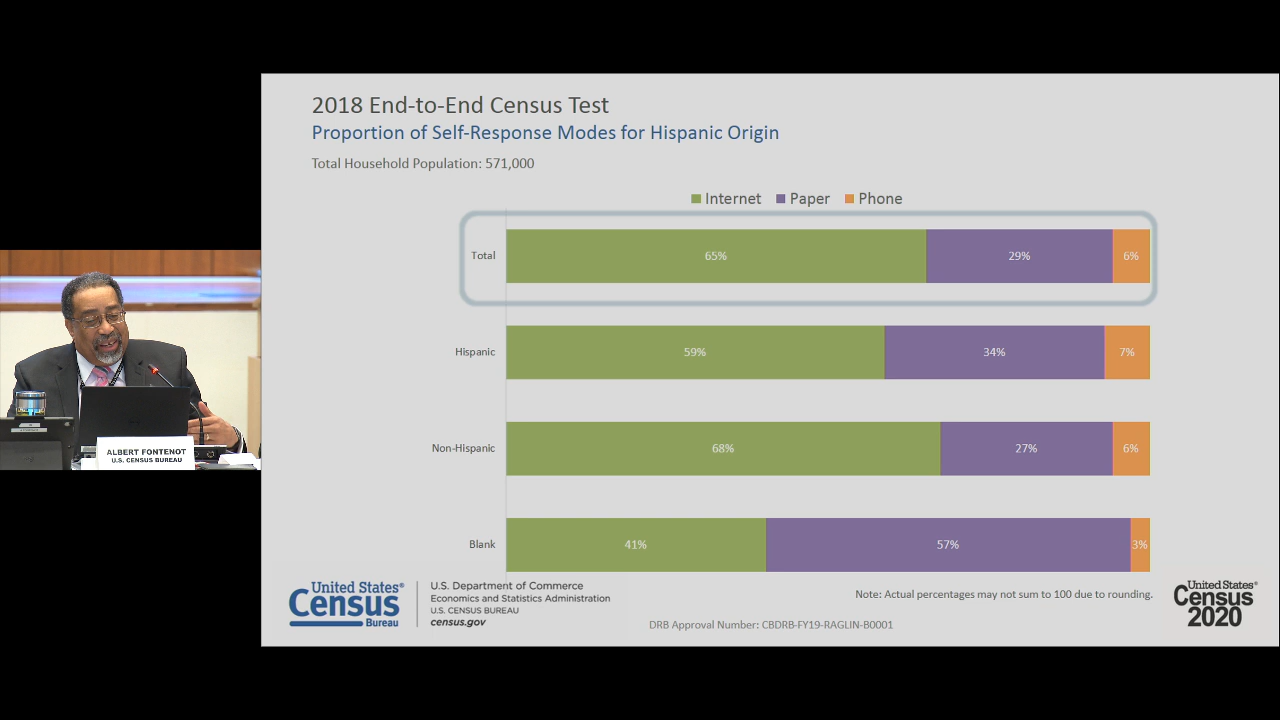 2018 End-to-End Census Test
Proportion of Self-Response Modes for Hispanic Origin
Total Household Population: 571,000
Internet Paper Phone
Total 65% 29% 6%
Hispanic 59% 34% 7%
Non-Hispanic 68% 27% 6%
Blank 41% 57% 3%
ALBERT FONTENOT
U.S. CENSUS BUREAU
United States®
Census
Bureau
U.S. Department of Commerce
Economics and Statistics Administration
U.S. CENSUS BUREAU
census.gov
Note: Actual percentages may not sum to 100 due to rounding.
DRB Approval Number: CBDRB-FY19-RAGLIN-B0001
United States®
Census
2020